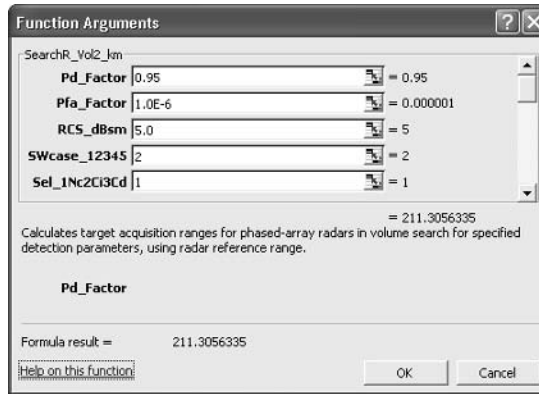 Function Arguments
SearchR_Vol2_km
Pd_Factor 0.95 = 0.95
Pfa_Factor 1.0E-6 = 0.000001
RCS_dBsm 5.0 = 5
SWcase_12345 2 = 2
Sel_1Nc2Ci3Cd 1 = 1
= 211.3056335
Calculates target acquisition ranges for phased-array radars in volume search for specified
detection parameters, using radar reference range.
Pd_Factor
Formula result = 211.3056335
Help on this function OK Cancel